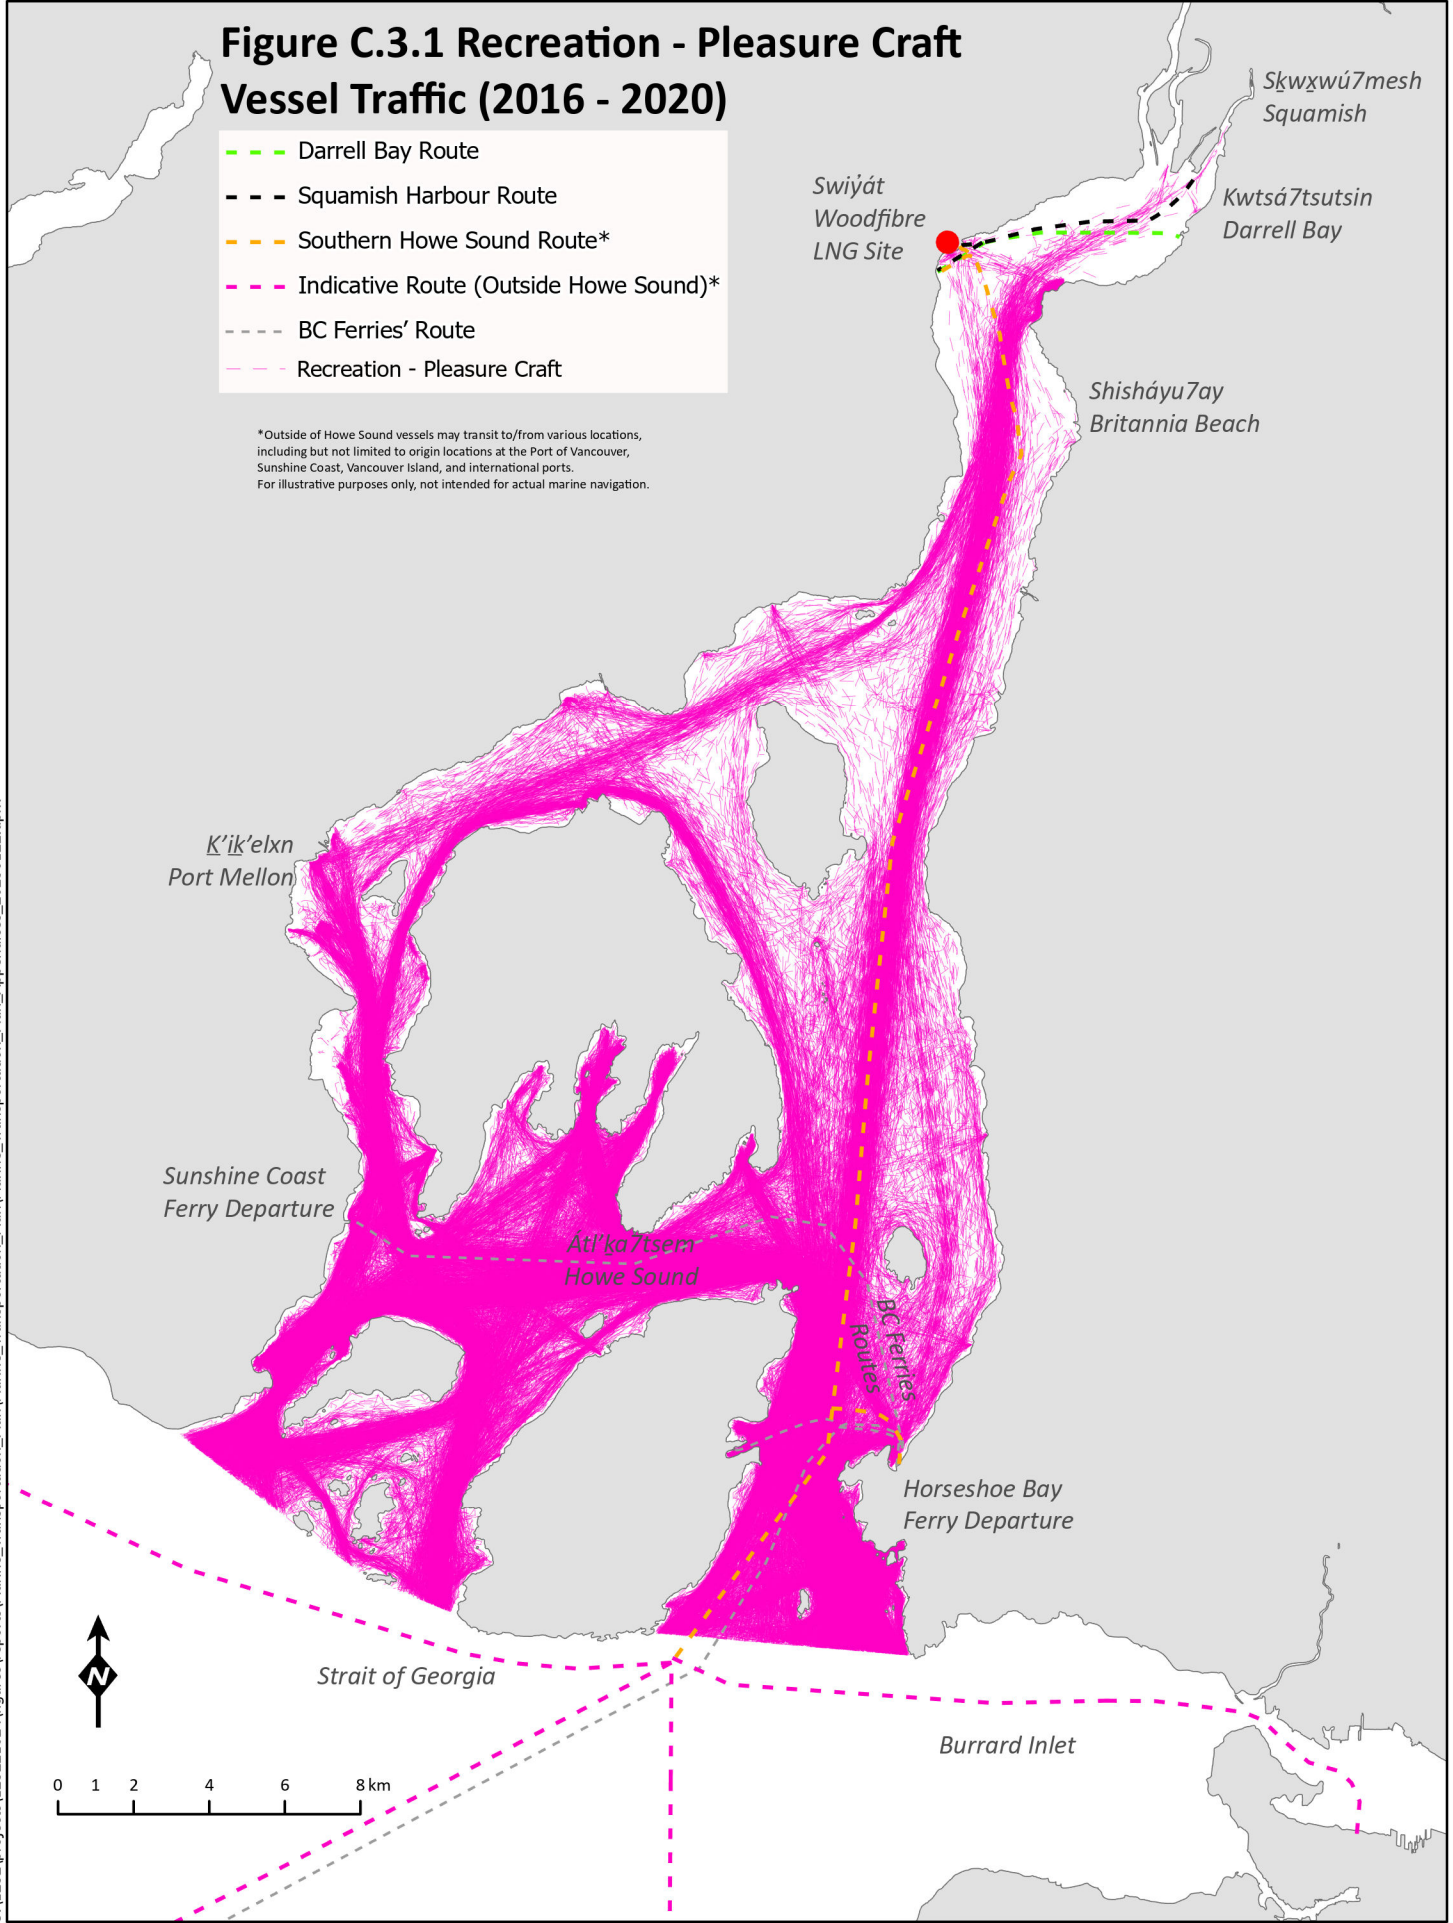 Figure C.3.1 Recreation - Pleasure Craft
Vessel Traffic (2016 - 2020)
Darrell Bay Route
Squamish Harbour Route
Southern Howe Sound Route*
Indicative Route (Outside Howe Sound)*
BC Ferries’ Route
Recreation - Pleasure Craft
*Outside of Howe Sound vessels may transit to/from various locations,
including but not limited to origin locations at the Port of Vancouver,
Sunshine Coast, Vancouver Island, and international ports.
For illustrative purposes only, not intended for actual marine navigation.
Sḵwx̱wú7mesh
Squamish
Swiy̓át
Woodfibre
LNG Site
Kwtsá7tsutsin
Darrell Bay
Shisháyu7ay
Britannia Beach
Ḵ’iḵ’elxn
Port Mellon
Sunshine Coast
Ferry Departure
Átl’ḵa7tsem
Howe Sound
BC Ferries
Routes
Horseshoe Bay
Ferry Departure
Strait of Georgia
Burrard Inlet
N
0 1 2 4 6 8 km